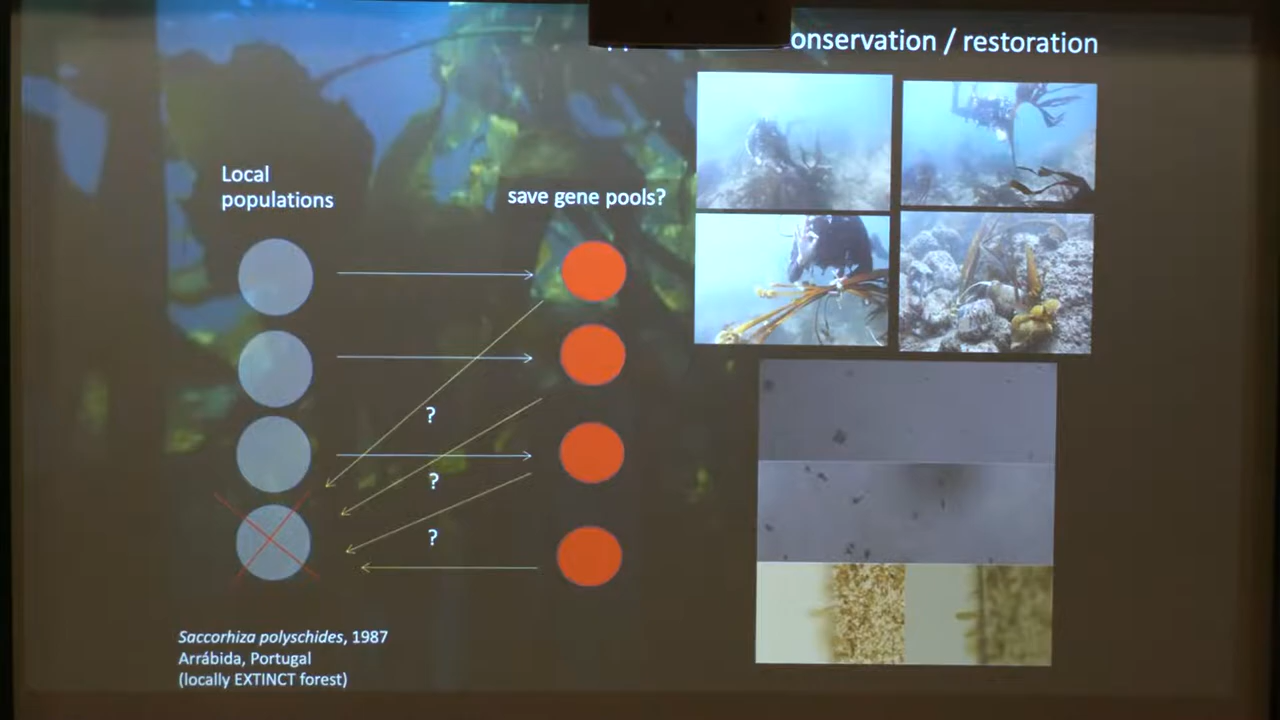 onservation / restoration
Local
populations
save gene pools?
?
?
?
Saccorhiza polyschides, 1987
Arrábida, Portugal
(locally EXTINCT forest)